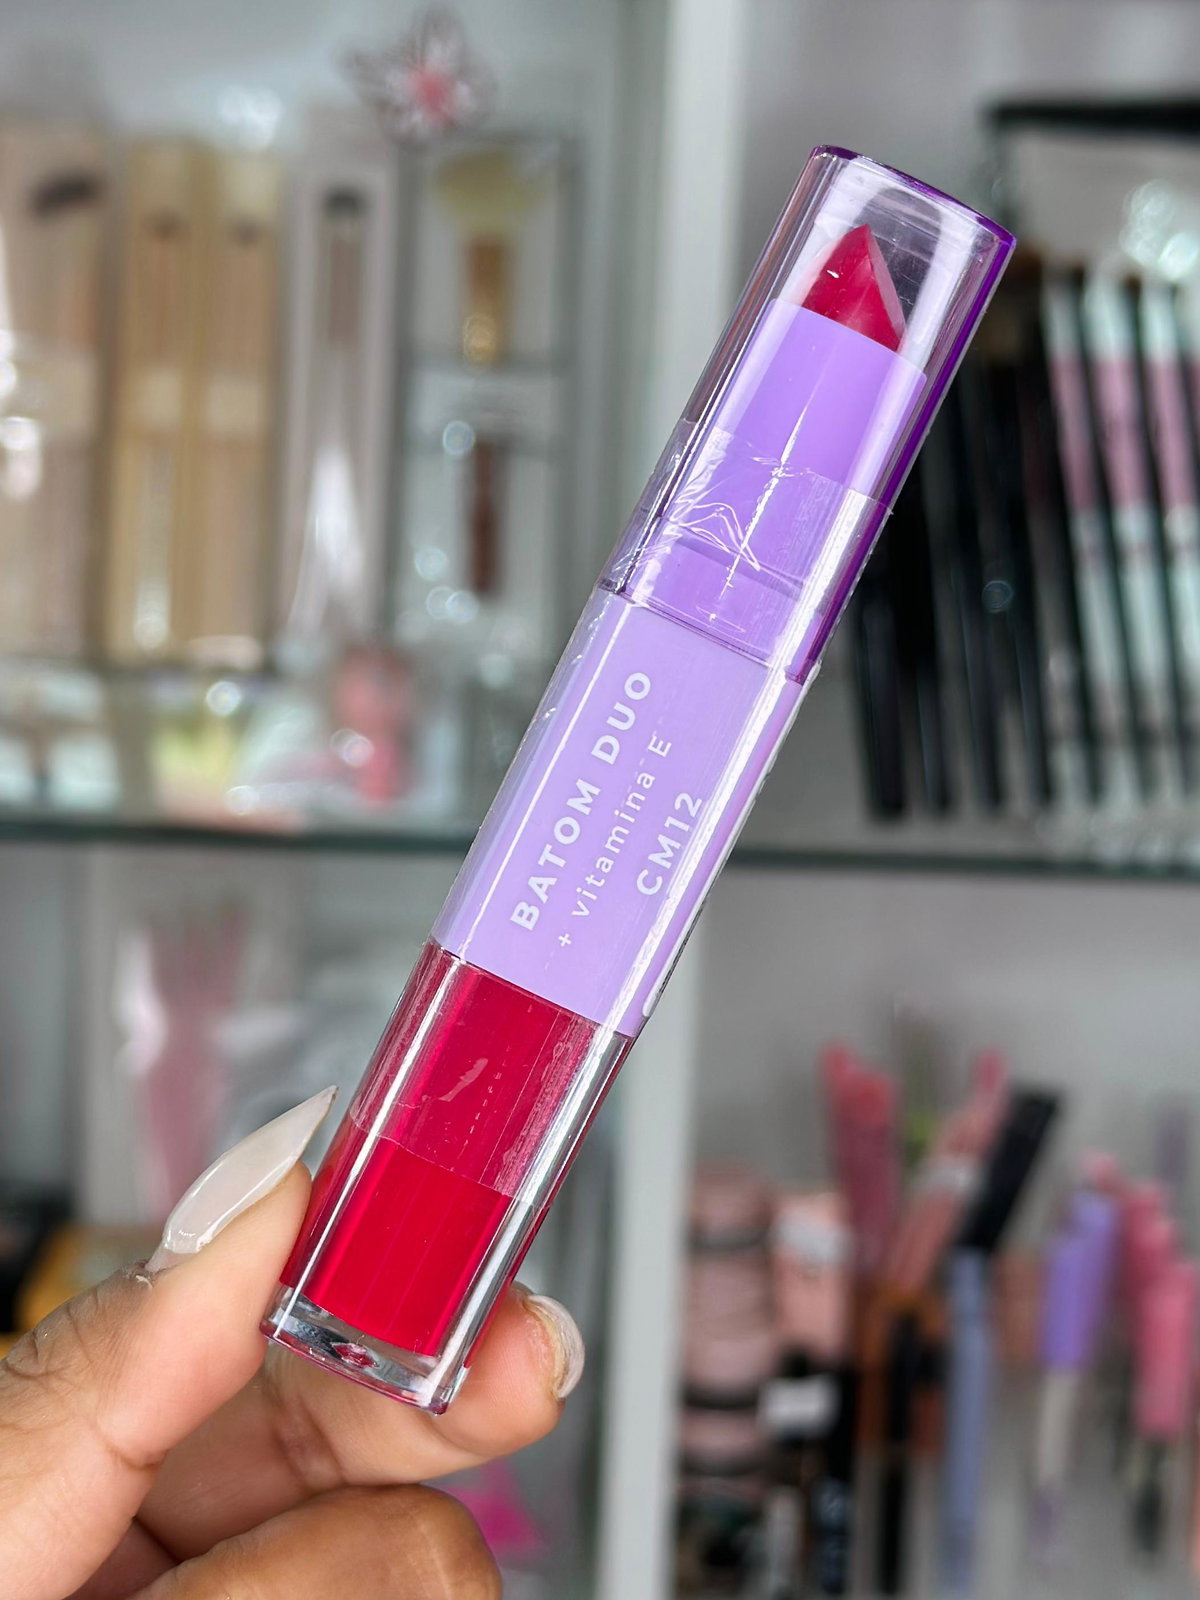 BATOM DUO
+ vitamina E
CM12